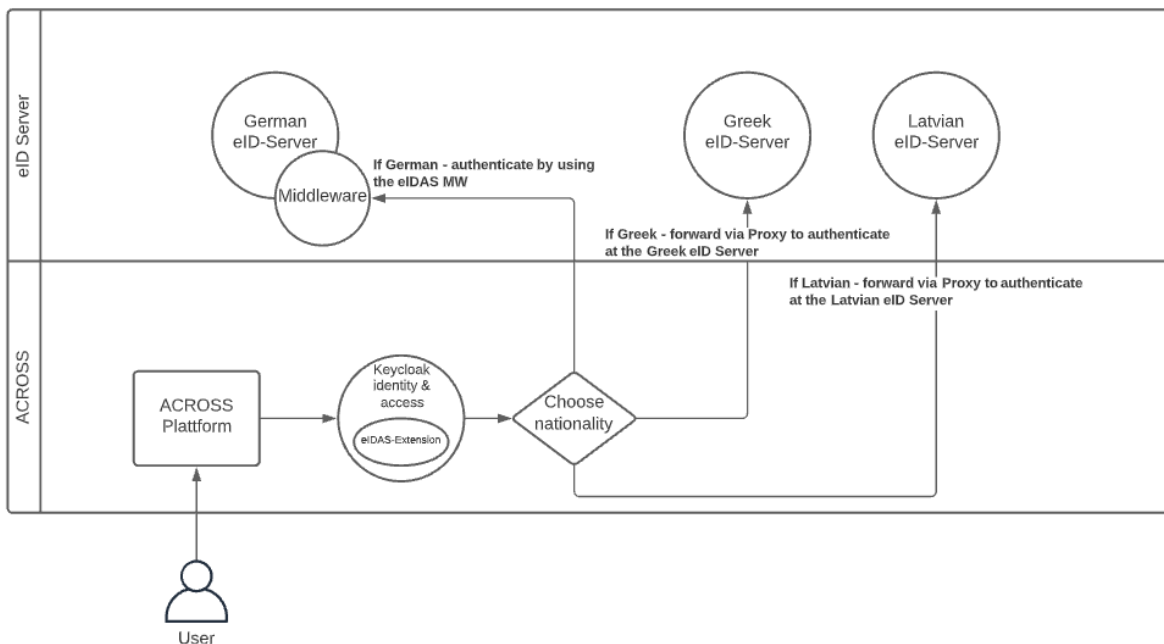 eID Server
German
eID-Server
Middleware
If German - authenticate by using
the eIDAS MW
Greek
eID-Server
Latvian
eID-Server
If Greek - forward via Proxy to authenticate
at the Greek eID Server
If Latvian - forward via Proxy to authenticate
at the Latvian eID Server
ACROSS
ACROSS
Plattform
Keycloak
identity &
access
eIDAS-Extension
Choose
nationality
User